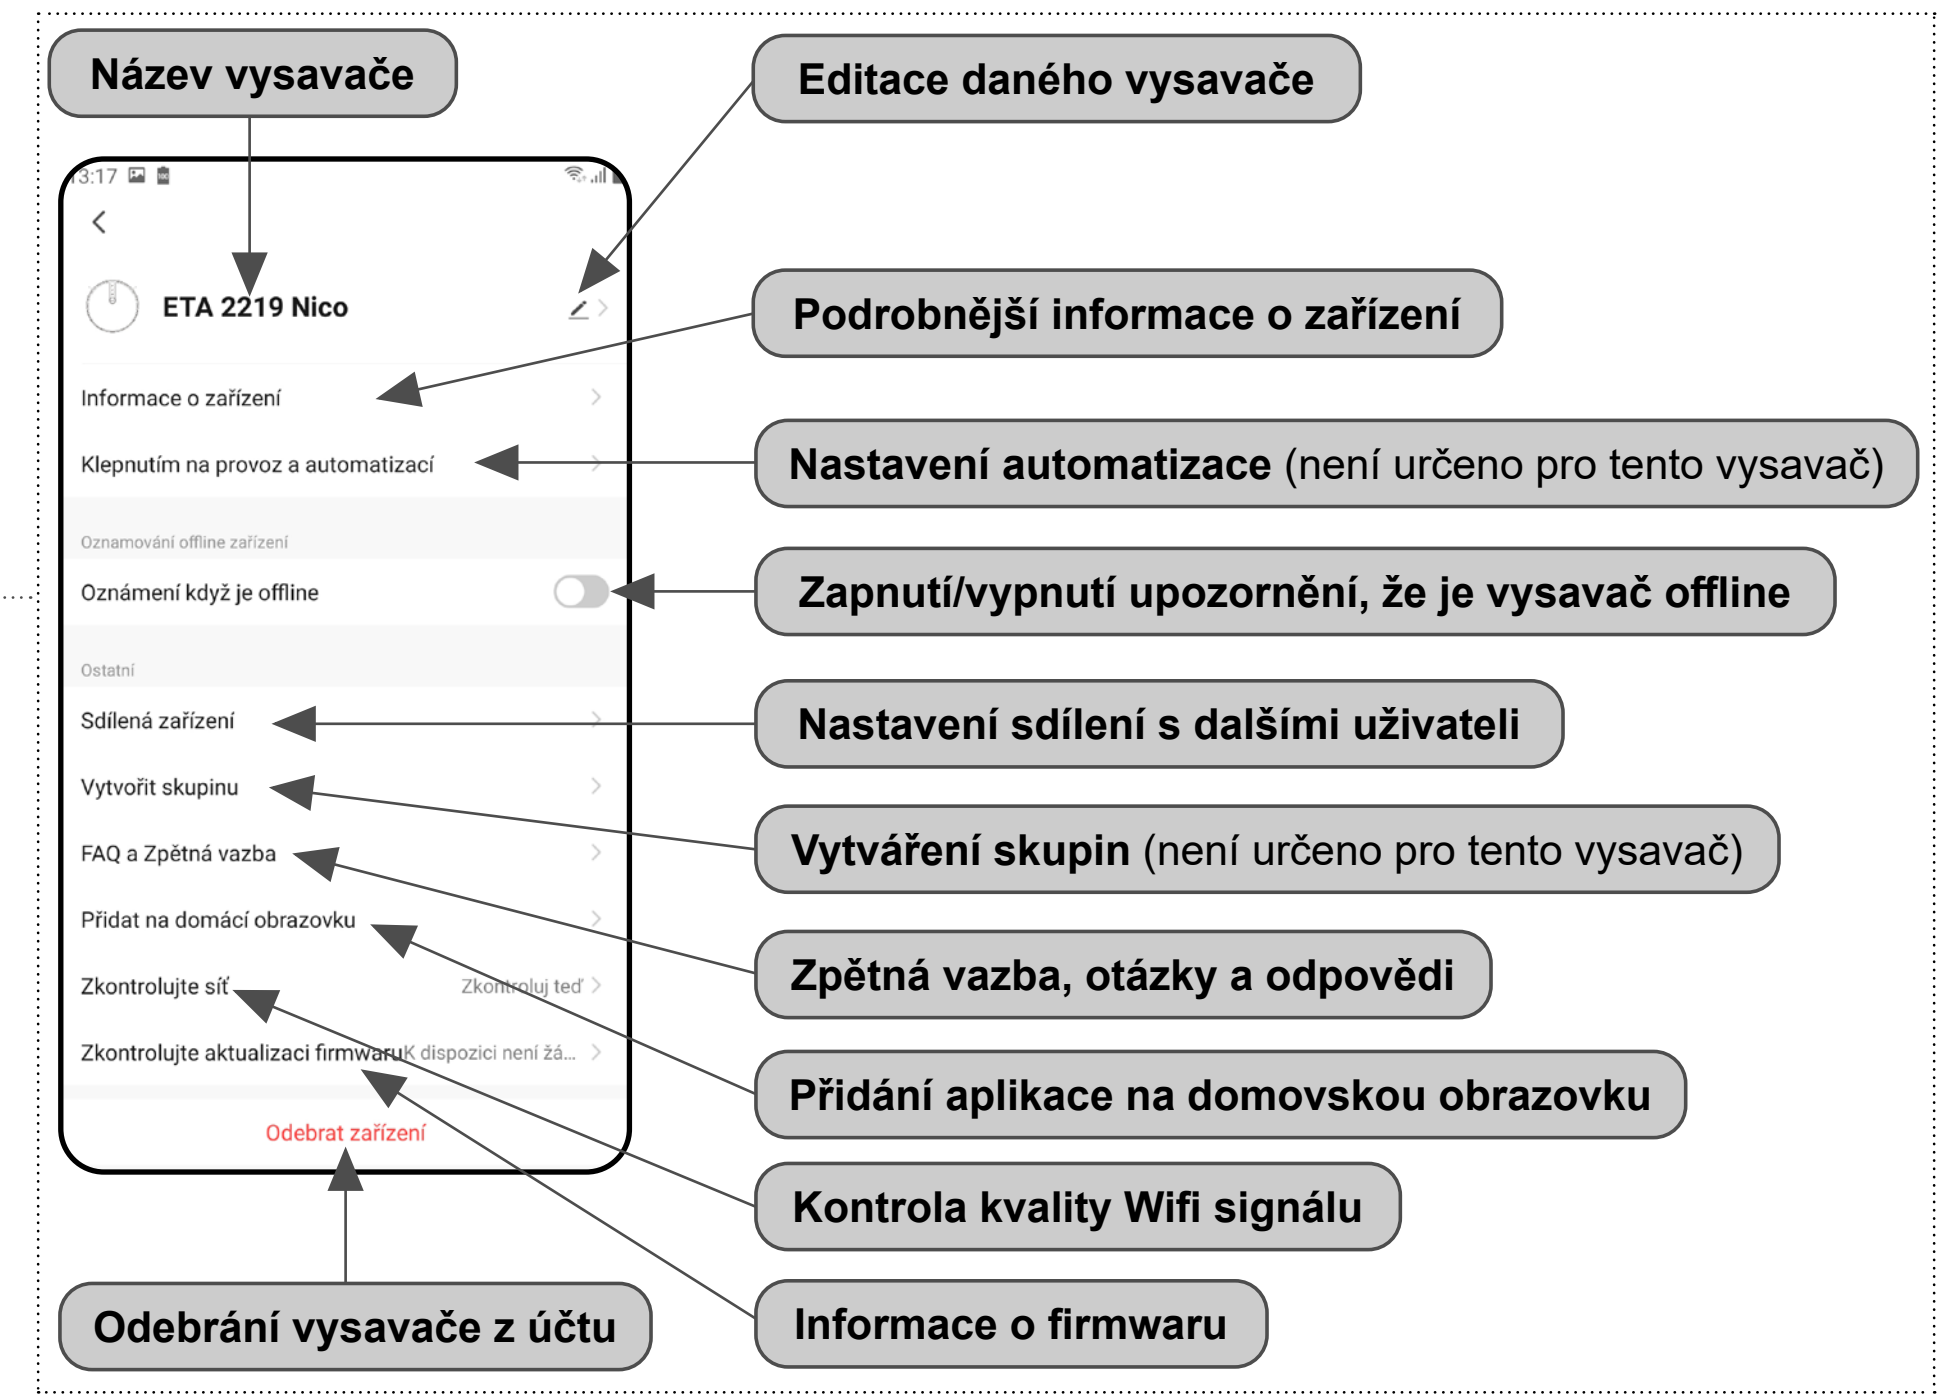 Název vysavače
Editace daného vysavače
13:17
ETA 2219 Nico
Podrobnější informace o zařízení
Informace o zařízení
Klepnutím na provoz a automatizací
Nastavení automatizace (není určeno pro tento vysavač)
Oznamování offline zařízení
Oznámení když je offline
Zapnutí/vypnutí upozornění, že je vysavač offline
Ostatní
Sdílená zařízení
Nastavení sdílení s dalšími uživateli
Vytvořit skupinu
Vytváření skupin (není určeno pro tento vysavač)
FAQ a Zpětná vazba
Přidat na domácí obrazovku
Zpětná vazba, otázky a odpovědi
Zkontrolujte síť Zkontroluj teď
Zkontrolujte aktualizaci firmwaruK dispozici není žá...
Přidání aplikace na domovskou obrazovku
Odebrat zařízení
Kontrola kvality Wifi signálu
Odebrání vysavače z účtu
Informace o firmwaru